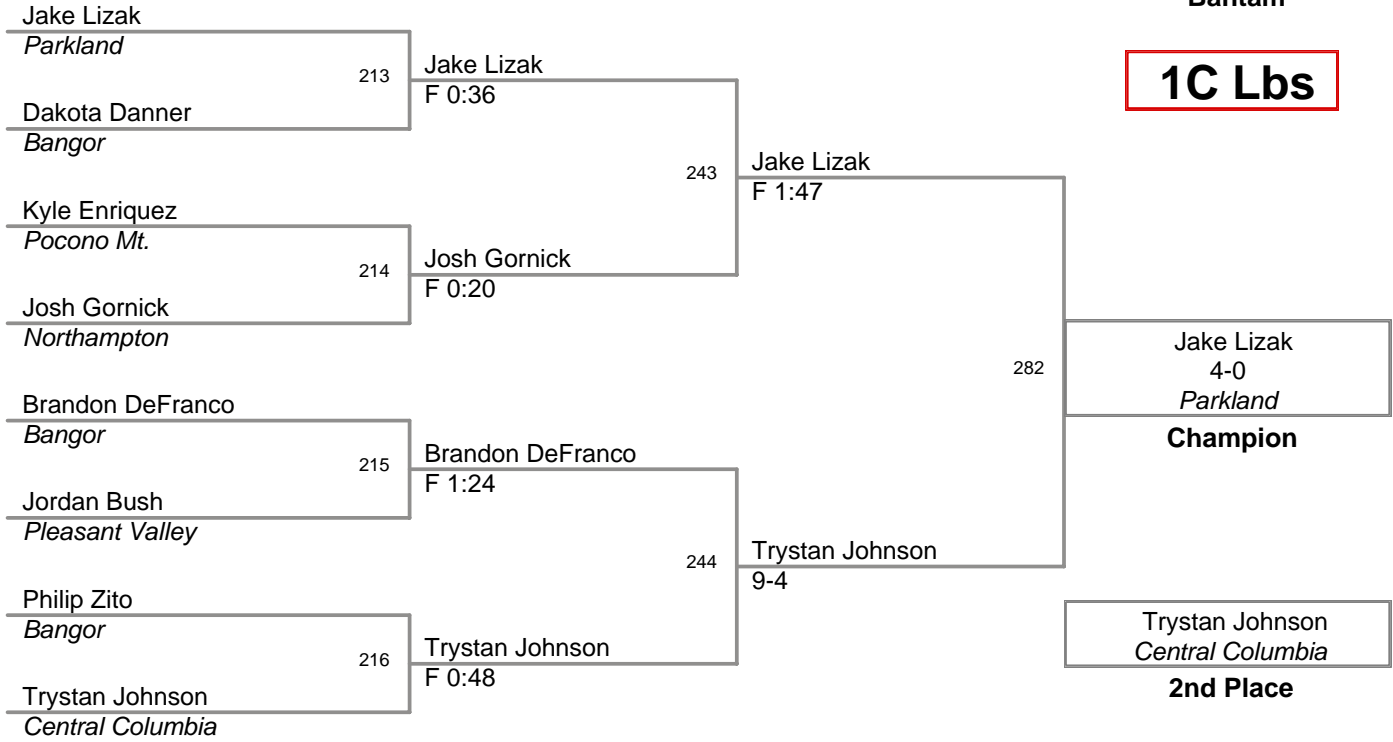 Bantam
1C Lbs
Jake Lizak
Parkland
213
Jake Lizak
F 0:36
Dakota Danner
Bangor
243
Jake Lizak
F 1:47
Kyle Enriquez
Pocono Mt.
214
Josh Gornick
F 0:20
Josh Gornick
Northampton
282
Jake Lizak
4-0
Parkland
Champion
Brandon DeFranco
Bangor
215
Brandon DeFranco
F 1:24
Jordan Bush
Pleasant Valley
244
Trystan Johnson
9-4
Philip Zito
Bangor
216
Trystan Johnson
F 0:48
Trystan Johnson
Central Columbia
Trystan Johnson
Central Columbia
2nd Place